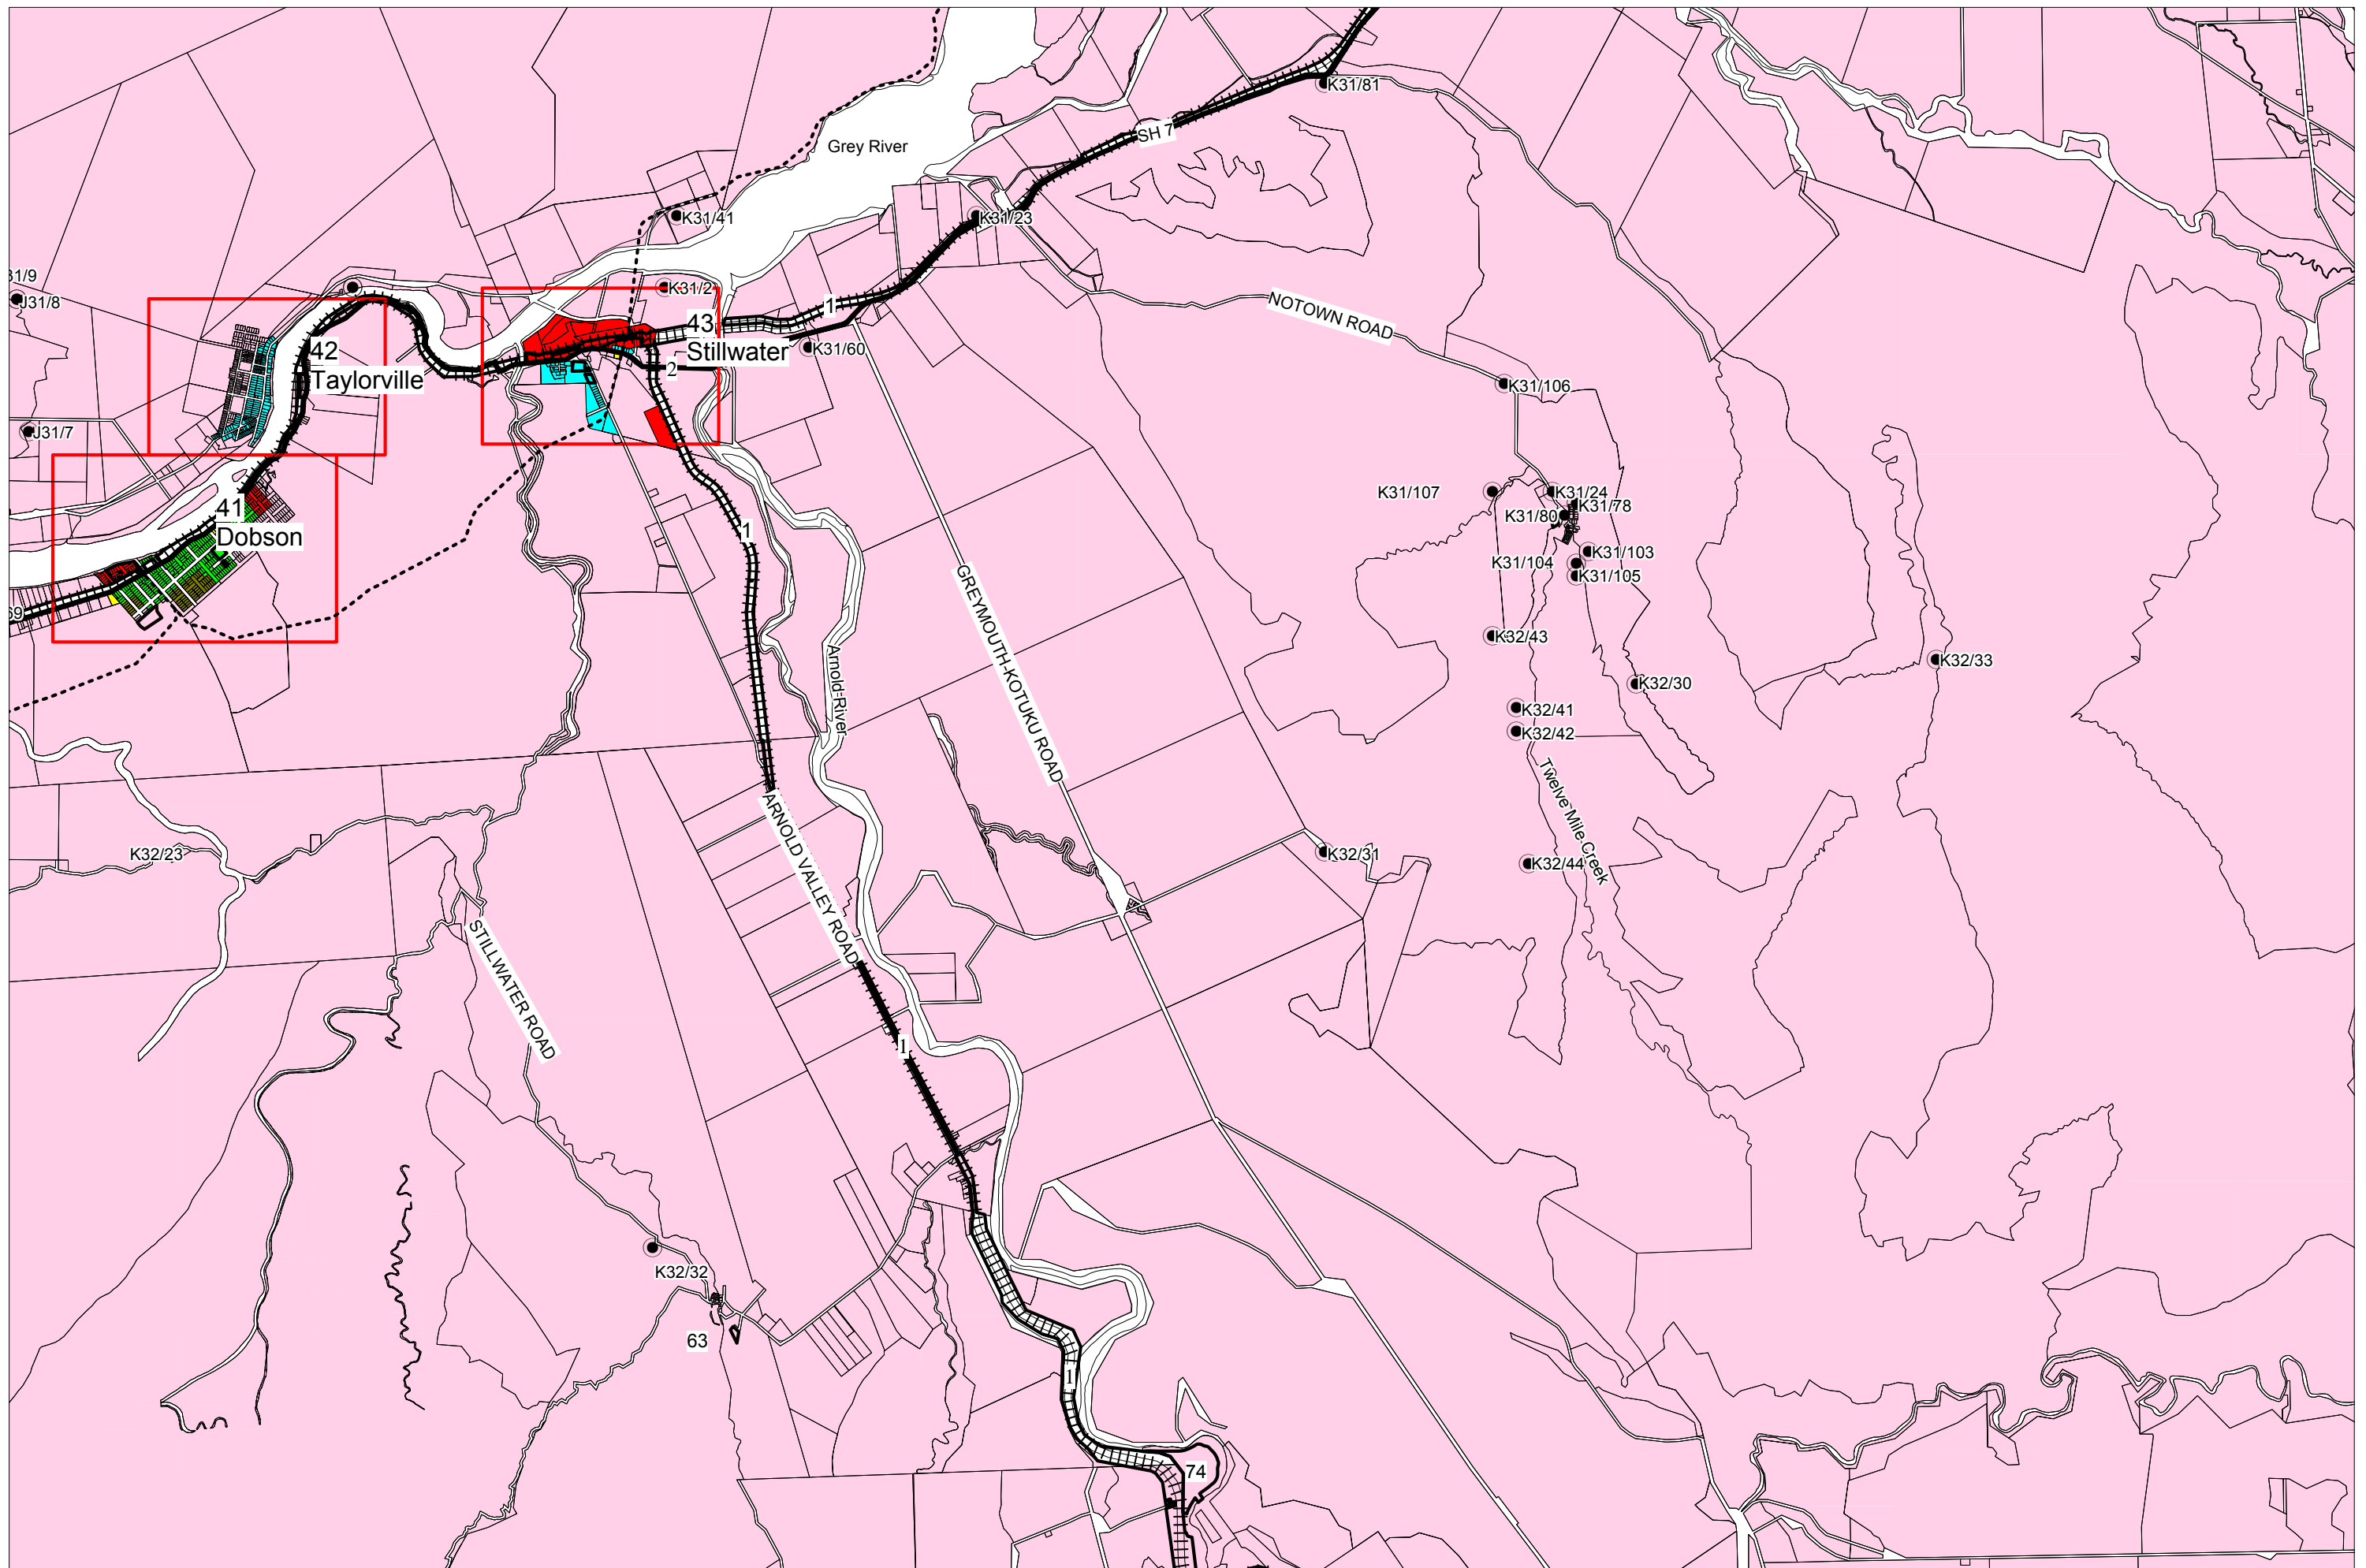 K31/81
SH 7
Grey River
K31/41
K31/23
31/9
J31/8
K31/2
1
NOTOWN ROAD
43
Stillwater
K31/60
42
Taylorville
2
K31/106
J31/7
K31/107
K31/24
K31/78
K31/80
41
Dobson
1
K31/103
K31/104
K31/105
GREYMOUTH-KOTUKU ROAD
69
K32/43
Arnold River
K32/33
K32/30
K32/41
K32/42
Twelve Mile Creek
ARNOLD VALLEY ROAD
K32/23
K32/31
K32/44
STILLWATER ROAD
1
K32/32
63
1
74